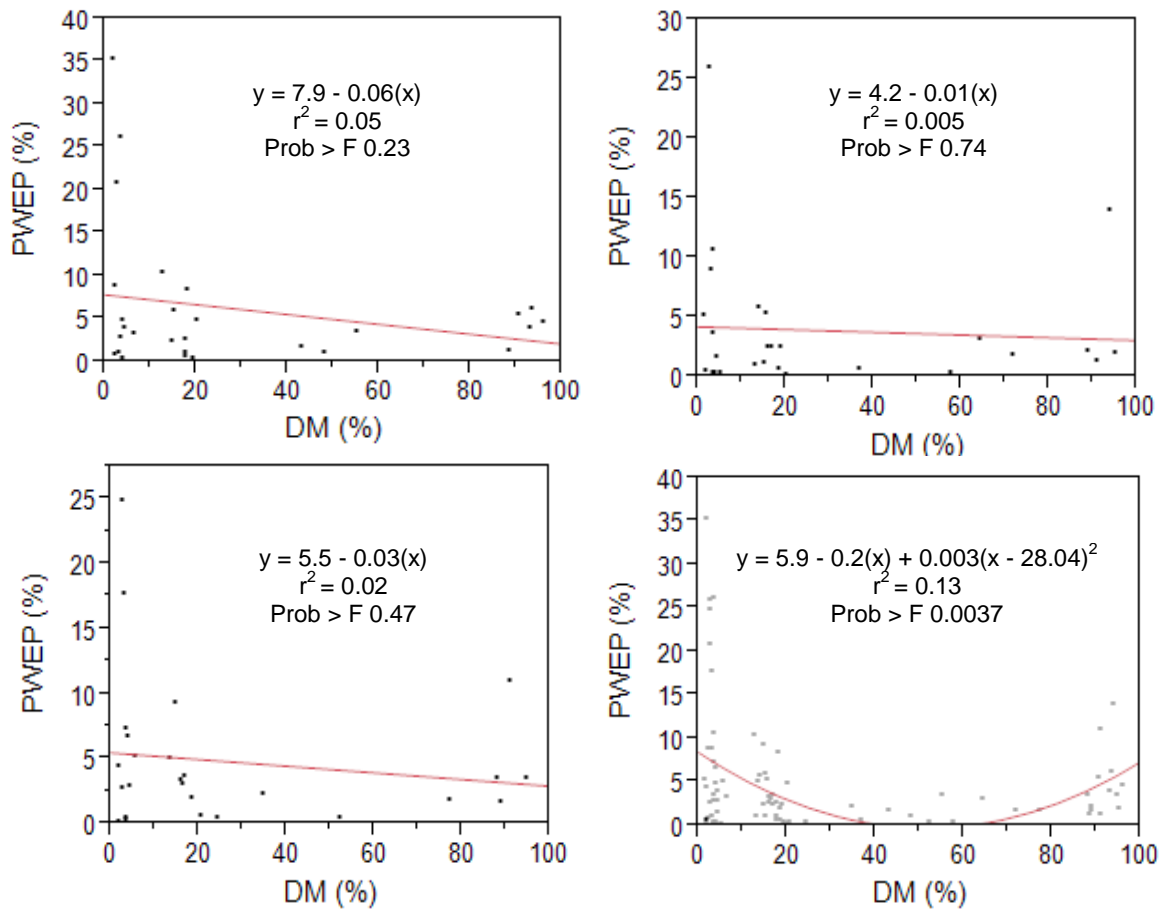 40
35
30
25
20
15
10
5
0
PWEP (%)
y = 7.9 - 0.06(x)
r² = 0.05
Prob > F 0.23
0 20 40 60 80 100
DM (%)
30
25
20
15
10
5
0
PWEP (%)
y = 4.2 - 0.01(x)
r² = 0.005
Prob > F 0.74
0 20 40 60 80 100
DM (%)
25
20
15
10
5
0
PWEP (%)
y = 5.5 - 0.03(x)
r² = 0.02
Prob > F 0.47
0 20 40 60 80 100
DM (%)
40
35
30
25
20
15
10
5
0
PWEP (%)
y = 5.9 - 0.2(x) + 0.003(x - 28.04)²
r² = 0.13
Prob > F 0.0037
0 20 40 60 80 100
DM (%)